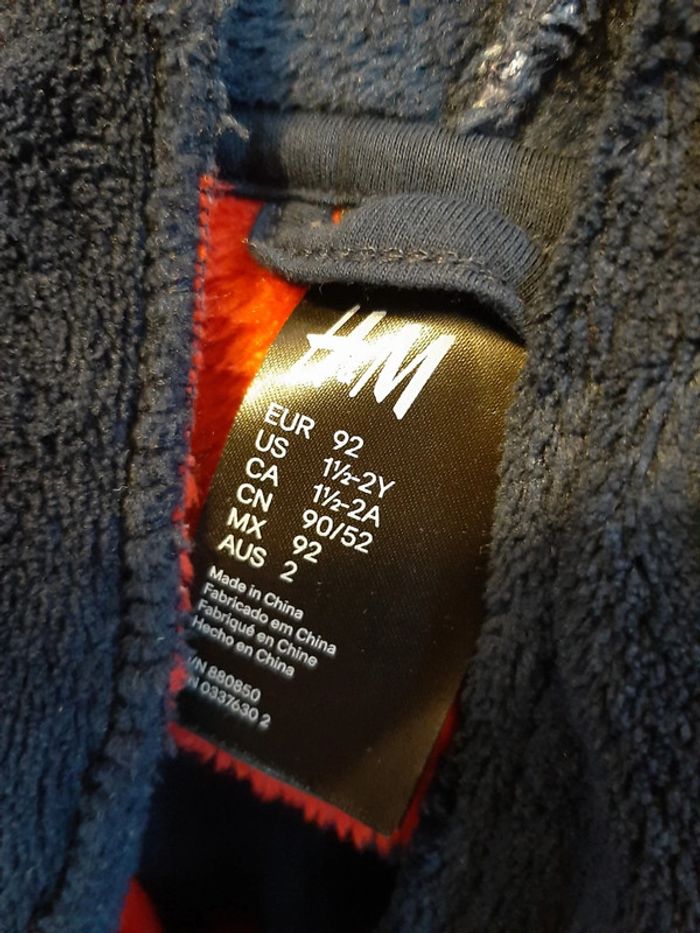 H&M
EUR 92
US 1½-2Y
CA 1½-2A
CN 90/52
MX 92
AUS 2
Made in China
Fabricado em China
Fabriqué en Chine
Hecho en China
880850
0337630 2